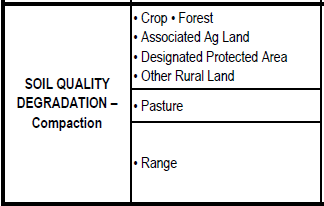 SOIL QUALITY
DEGRADATION –
Compaction
• Crop • Forest
• Associated Ag Land
• Designated Protected Area
• Other Rural Land
• Pasture
• Range